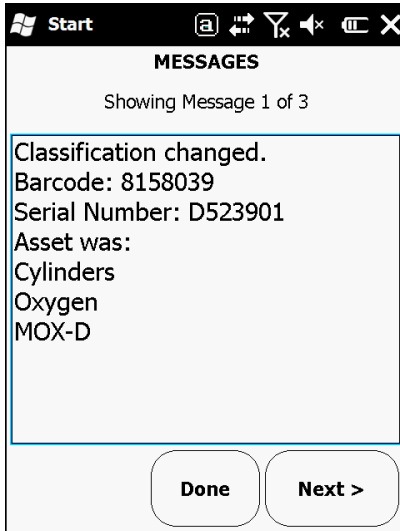 Start
a
MESSAGES
Showing Message 1 of 3
Classification changed.
Barcode: 8158039
Serial Number: D523901
Asset was:
Cylinders
Oxygen
MOX-D
Done
Next >